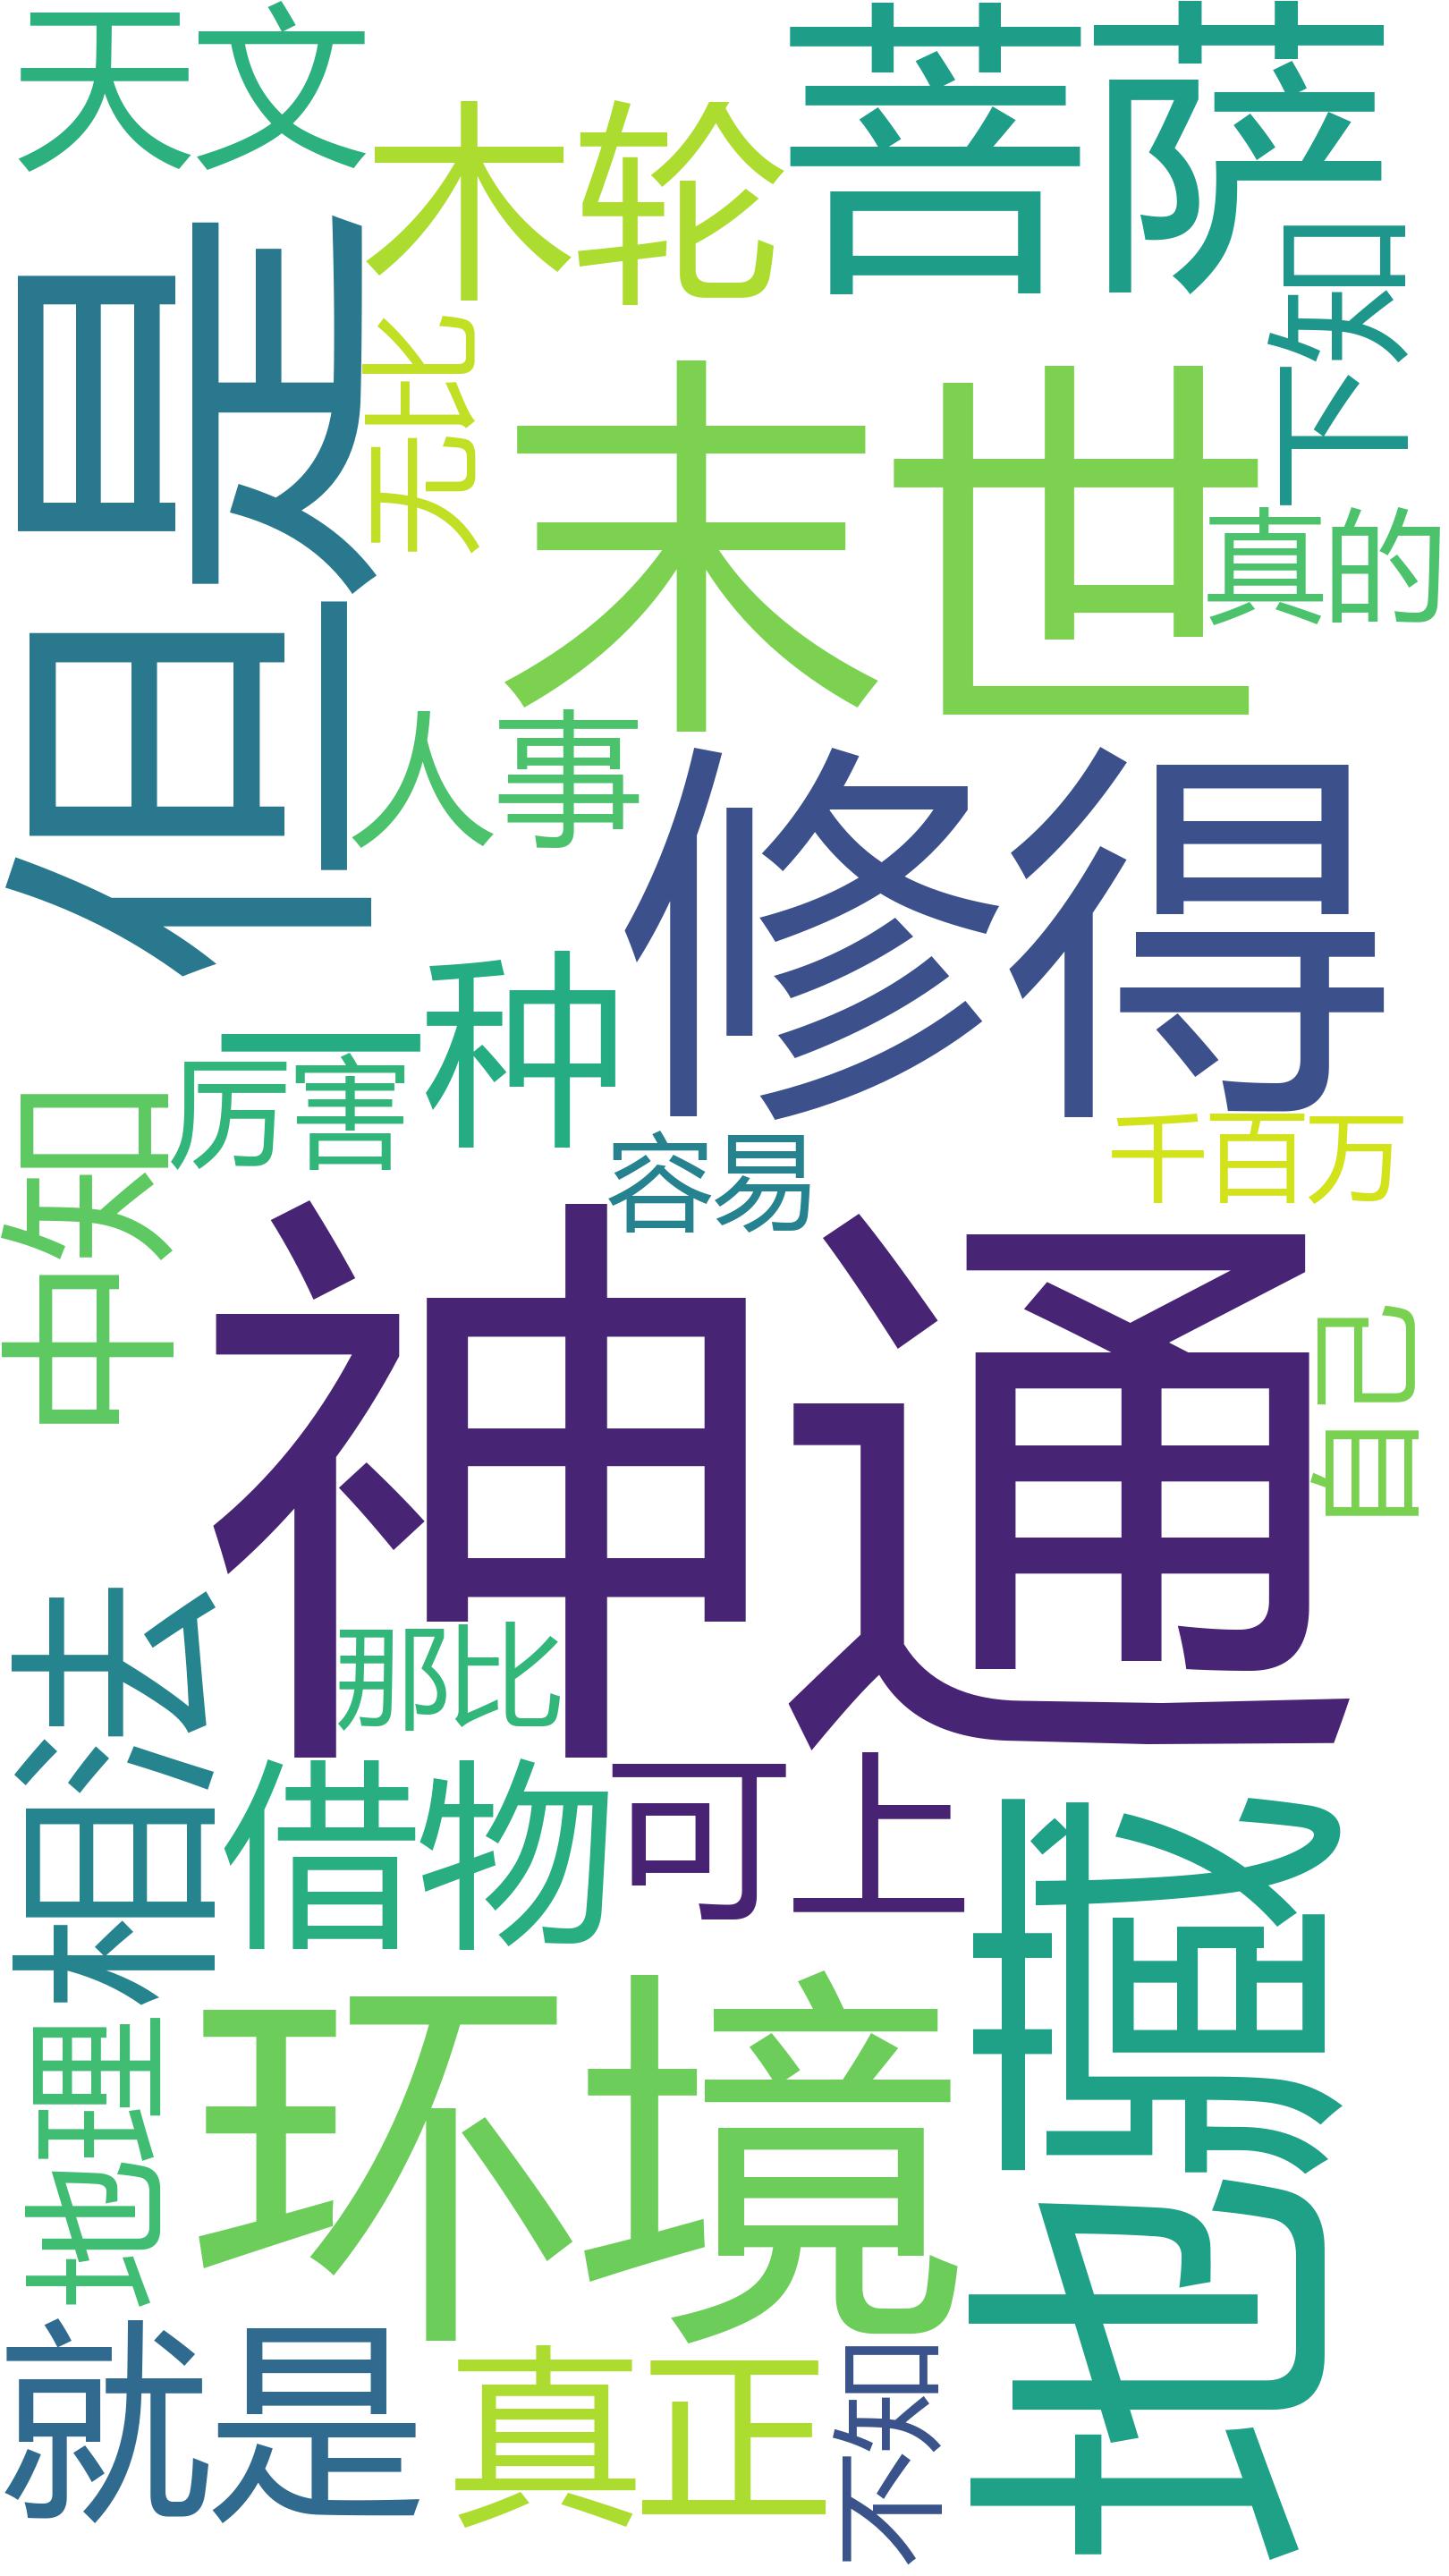 天文
木轮
菩萨
但是
无比
末世
下知
真的
人事
修得
一种
厉害
中知
容易
千百万
神通
自己
那比
相法
借物
可上
地藏
地理
环境
就是
真正
不知